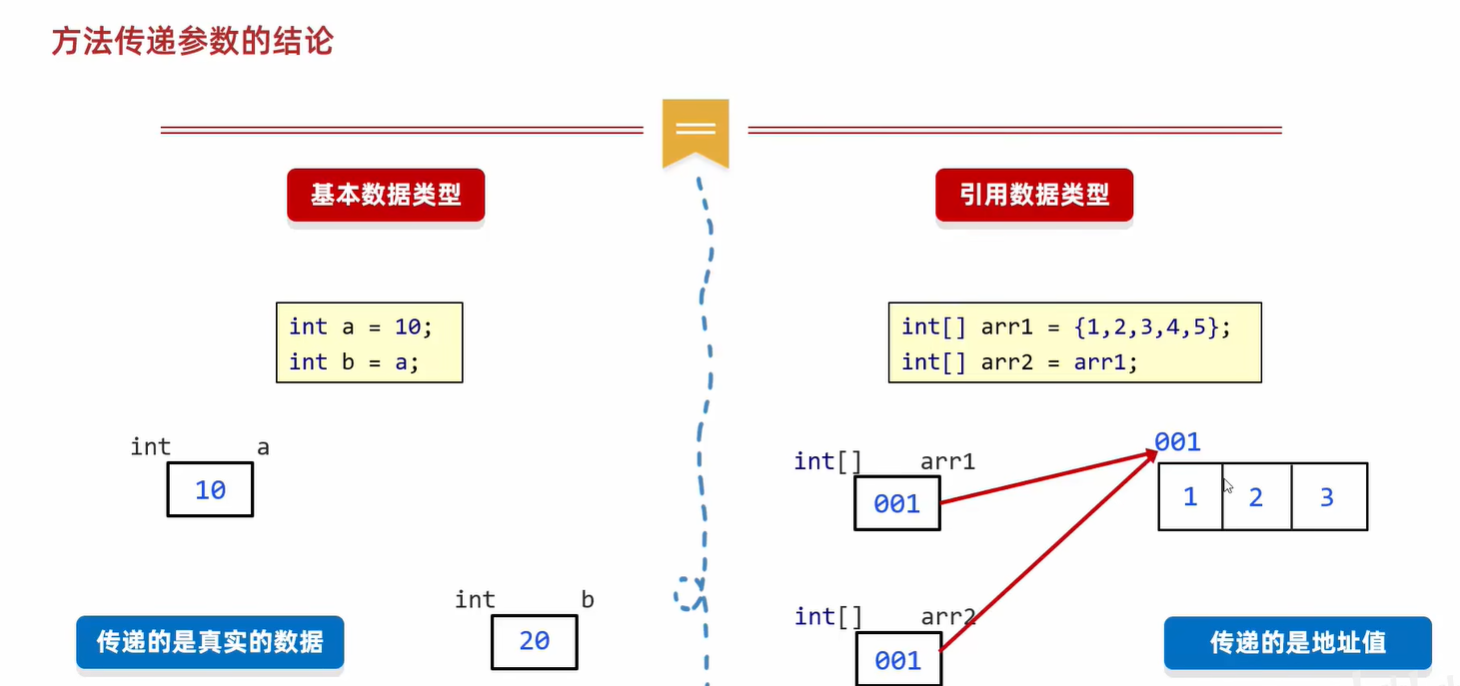 方法传递参数的结论
基本数据类型
int a = 10;
int b = a;
int a
10
int b
20
传递的是真实的数据
引用数据类型
int[] arr1 = {1,2,3,4,5};
int[] arr2 = arr1;
int[] arr1
001
001
1 2 3
int[] arr2
001
传递的是地址值